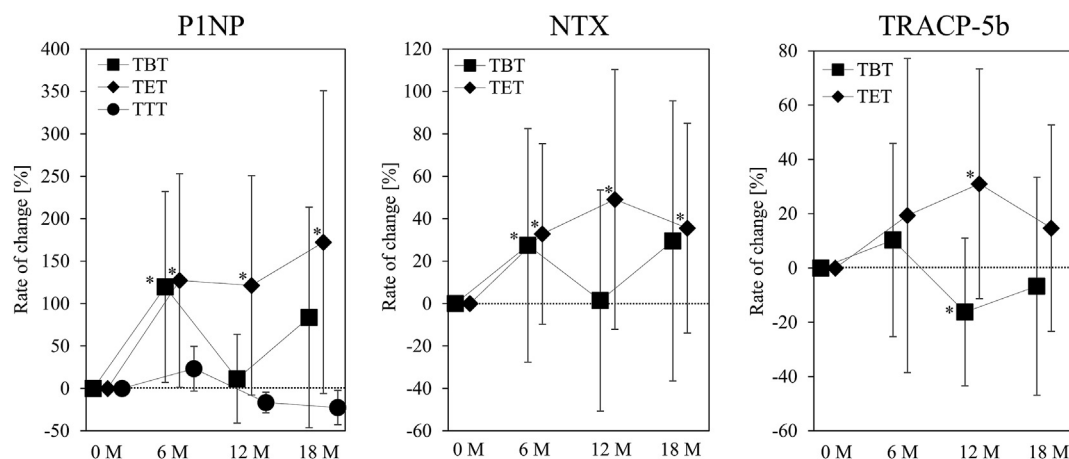 P1NP
Rate of change [%]
400
350
300
250
200
150
100
50
0
-50
TBT
TET
TTT
*
*
*
*
0 M 6 M 12 M 18 M
NTX
Rate of change [%]
120
100
80
60
40
20
0
-20
-40
-60
TBT
TET
*
*
*
*
0 M 6 M 12 M 18 M
TRACP-5b
Rate of change [%]
80
60
40
20
0
-20
-40
-60
TBT
TET
*
*
0 M 6 M 12 M 18 M